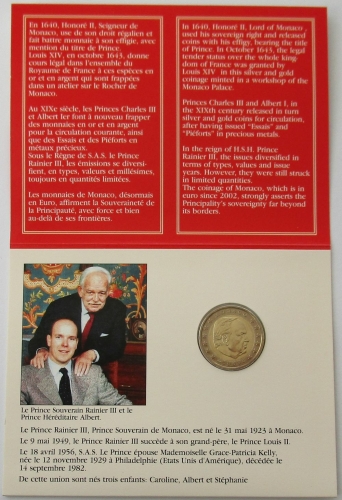 En 1640, Honoré II, Seigneur de
Monaco, use de son droit régalien et
fait battre monnaie à son effigie, avec
mention du titre de Prince.
Louis XIV, en octobre 1643, donne
cours légal dans l'ensemble du
Royaume de France à ces espèces en
or et en argent qui sont frappées
dans un atelier sur le Rocher de
Monaco.
Au XIXe siècle, les Princes Charles III
et Albert Ier font à nouveau frapper
des monnaies en or et en argent
pour la circulation courante, ainsi
que des Essais et des Piéforts en
métaux précieux.
Sous le Règne de S.A.S. le Prince
Rainier III, les émissions se diversi-
fient, en types, valeurs et millésimes,
toujours en quantités limitées.
Les monnaies de Monaco, désormais
en Euro, affirment la Souveraineté de
la Principauté, avec force et bien
au-delà de ses frontières.
In 1640, Honoré II, Lord of Monaco,
used his sovereign right and released
coins with his effigy, bearing the title
of Prince. In October 1643, the legal
tender status over the whole king-
dom of France was granted by
Louis XIV in this silver and gold
coinage minted in a workshop of the
Monaco Palace.
Princes Charles III and Albert I, in
the XIXth century released in turn
silver and gold coins for circulation,
after having issued "Essais" and
"Piéforts" in precious metals.
In the reign of H.S.H. Prince
Rainier III, the issues diversified in
terms of types, values and issue
years. However, they were still struck
in limited quantities.
The coinage of Monaco, which is in
euro since 2002, strongly asserts the
Principality's sovereignty far beyond
its borders.
Le Prince Souverain Rainier III et le
Prince Héréditaire Albert.
Le Prince Rainier III, Prince Souverain de Monaco, est né le 31 mai 1923 à Monaco.
Le 9 mai 1949, le Prince Rainier III succède à son grand-père, le Prince Louis II.
Le 18 avril 1956, S.A.S. Le Prince épouse Mademoiselle Grace-Patricia Kelly,
née le 12 novembre 1929 à Philadelphie (Etats Unis d'Amérique), décédée le
14 septembre 1982.
De cette union sont nés trois enfants: Caroline, Albert et Stéphanie